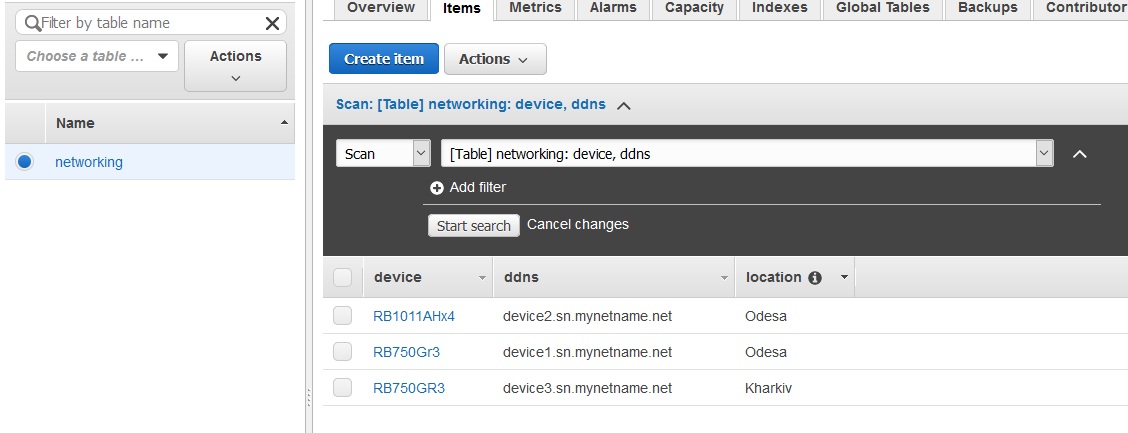 Filter by table name
Choose a table ...
Actions
Name
networking
Overview Items Metrics Alarms Capacity Indexes Global Tables Backups Contributor
Create item Actions
Scan: [Table] networking: device, ddns
Scan [Table] networking: device, ddns
Add filter
Start search Cancel changes
device ddns location
RB1011AHx4 device2.sn.mynetname.net Odesa
RB750Gr3 device1.sn.mynetname.net Odesa
RB750GR3 device3.sn.mynetname.net Kharkiv